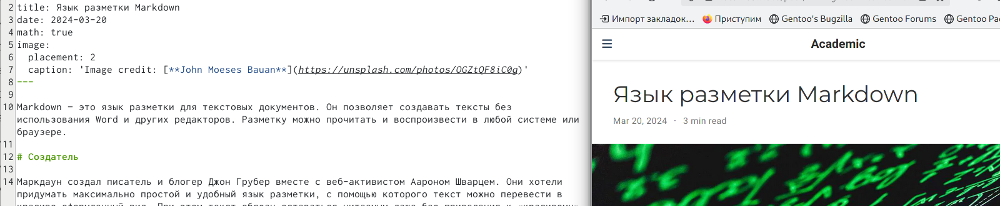 2 title: Язык разметки Markdown
3 date: 2024-03-20
4 math: true
5 image:
6 placement: 2
7 caption: 'Image credit: [**John Moeses Bauan**](https://unsplash.com/photos/OGZtQF8iC0g)'
8 ---
9
10 Markdown – это язык разметки для текстовых документов. Он позволяет создавать тексты без
использования Word и других редакторов. Разметку можно прочитать и воспроизвести в любой системе или
браузере.
11
12 # Создатель
13
14 Маркдаун создал писатель и блогер Джон Грубер вместе с веб-активистом Аароном Шварцем. Они хотели
придумать максимально простой и удобный язык разметки, с помощью которого текст можно перевести в
Импорт закладок… Приступим Gentoo's Bugzilla Gentoo Forums Gentoo Pac
Academic
Язык разметки Markdown
Mar 20, 2024 · 3 min read